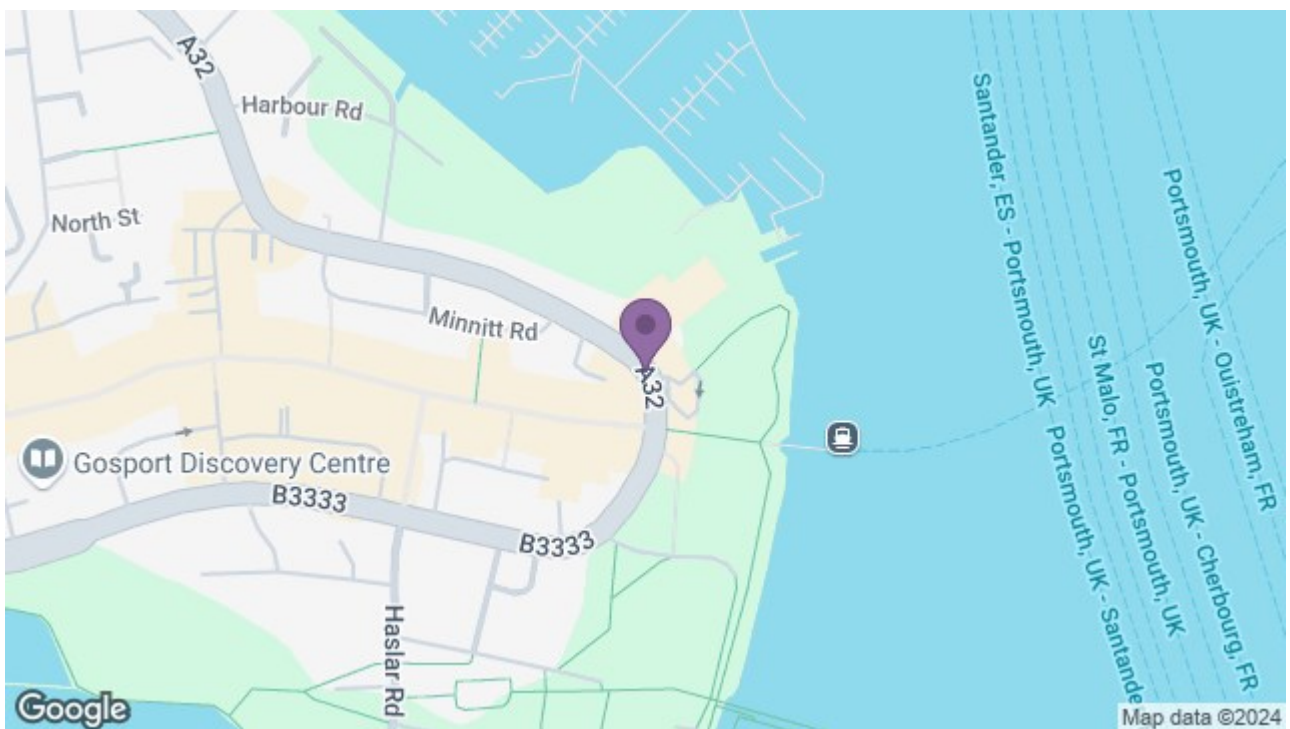 A32
Harbour Rd
North St
Minnitt Rd
A32
Gosport Discovery Centre
B3333
B3333
Haslar Rd
Santander, ES - Portsmouth, UK
Portsmouth, UK - Santander
St Malo, FR - Portsmouth, UK
Portsmouth, UK - Cherbourg, FR
Portsmouth, UK - Ouistreham, FR
Google
Map data ©2024